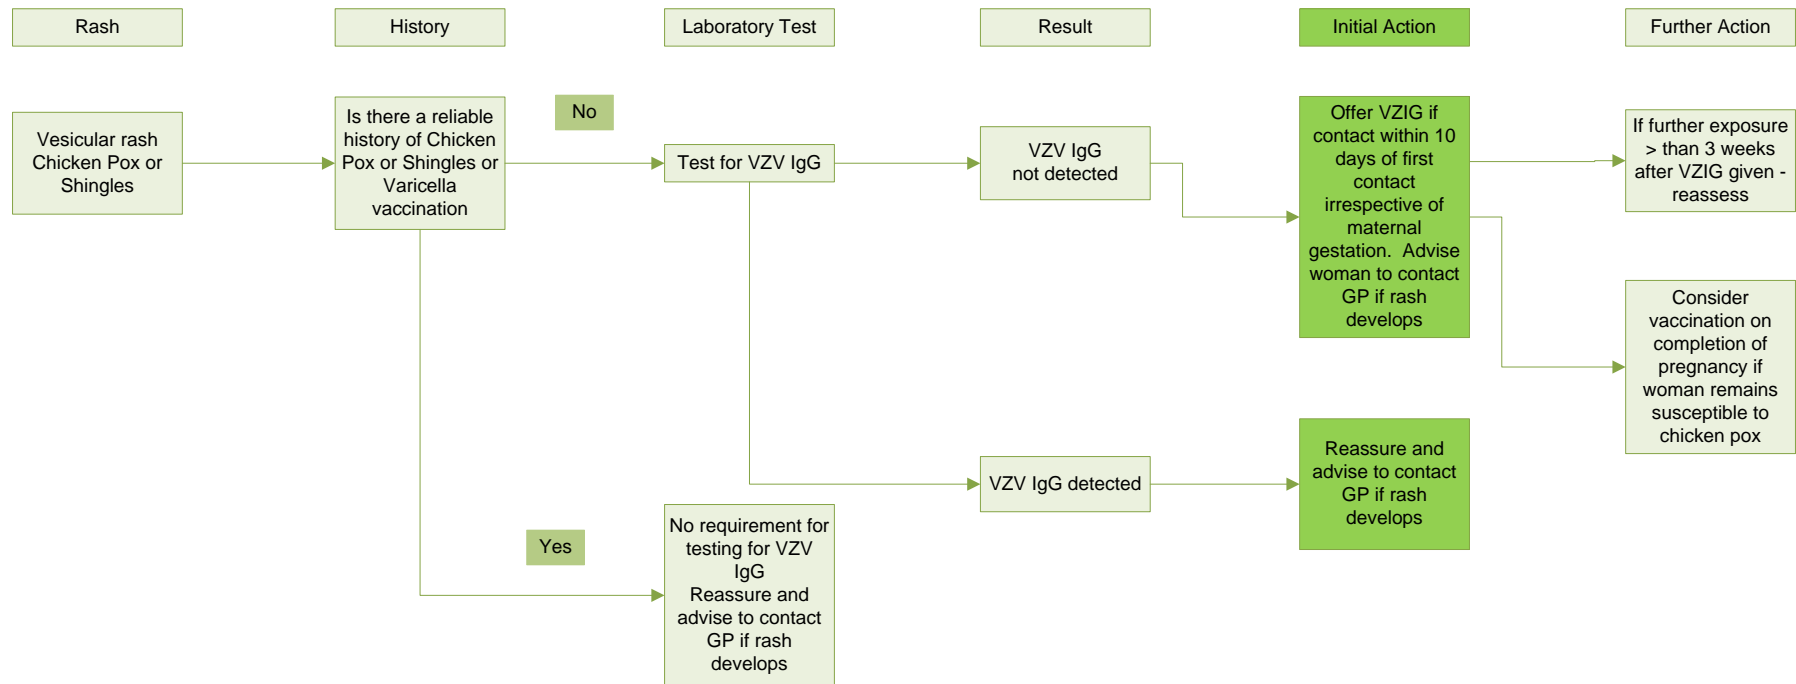 Rash
History
Laboratory Test
Result
Initial Action
Further Action
Vesicular rash
Chicken Pox or
Shingles
Is there a reliable
history of Chicken
Pox or Shingles or
Varicella
vaccination
No
Test for VZV IgG
VZV IgG
not detected
Offer VZIG if
contact within 10
days of first
contact
irrespective of
maternal
gestation.  Advise
woman to contact
GP if rash
develops
If further exposure
> than 3 weeks
after VZIG given -
reassess
Consider
vaccination on
completion of
pregnancy if
woman remains
susceptible to
chicken pox
VZV IgG detected
Reassure and
advise to contact
GP if rash
develops
Yes
No requirement for
testing for VZV
IgG
Reassure and
advise to contact
GP if rash
develops